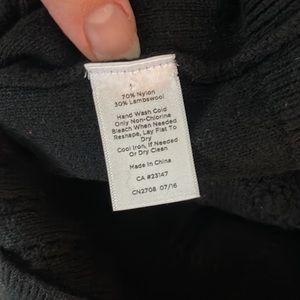 70% Nylon
30% Lambswool
Hand Wash Cold
Only Non-Chlorine
Bleach When Needed
Reshape, Lay Flat To
Dry
Cool Iron, If Needed
Or Dry Clean
Made In China
CA #23147
CN2708 07/16